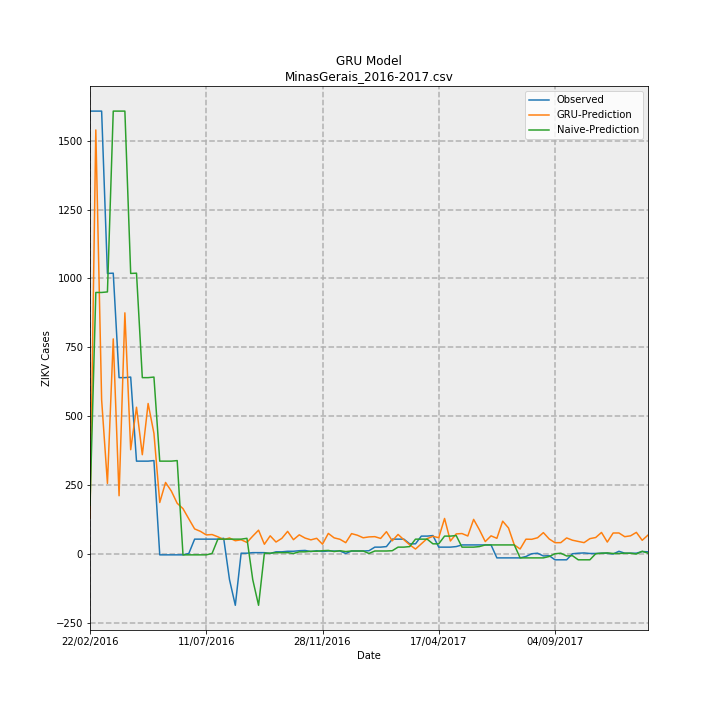 GRU Model
MinasGerais_2016-2017.csv
Observed
GRU-Prediction
Naive-Prediction
1500
1250
1000
750
500
250
0
−250
ZIKV Cases
22/02/2016 11/07/2016 28/11/2016 17/04/2017 04/09/2017
Date